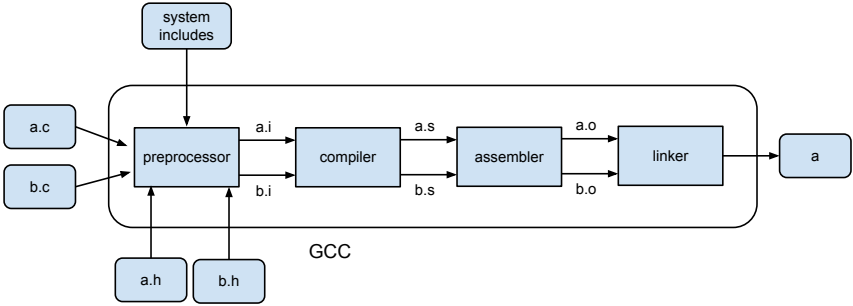 system
includes
a.c
b.c
preprocessor
a.i
b.i
compiler
a.s
b.s
assembler
a.o
b.o
linker
a
GCC
a.h
b.h